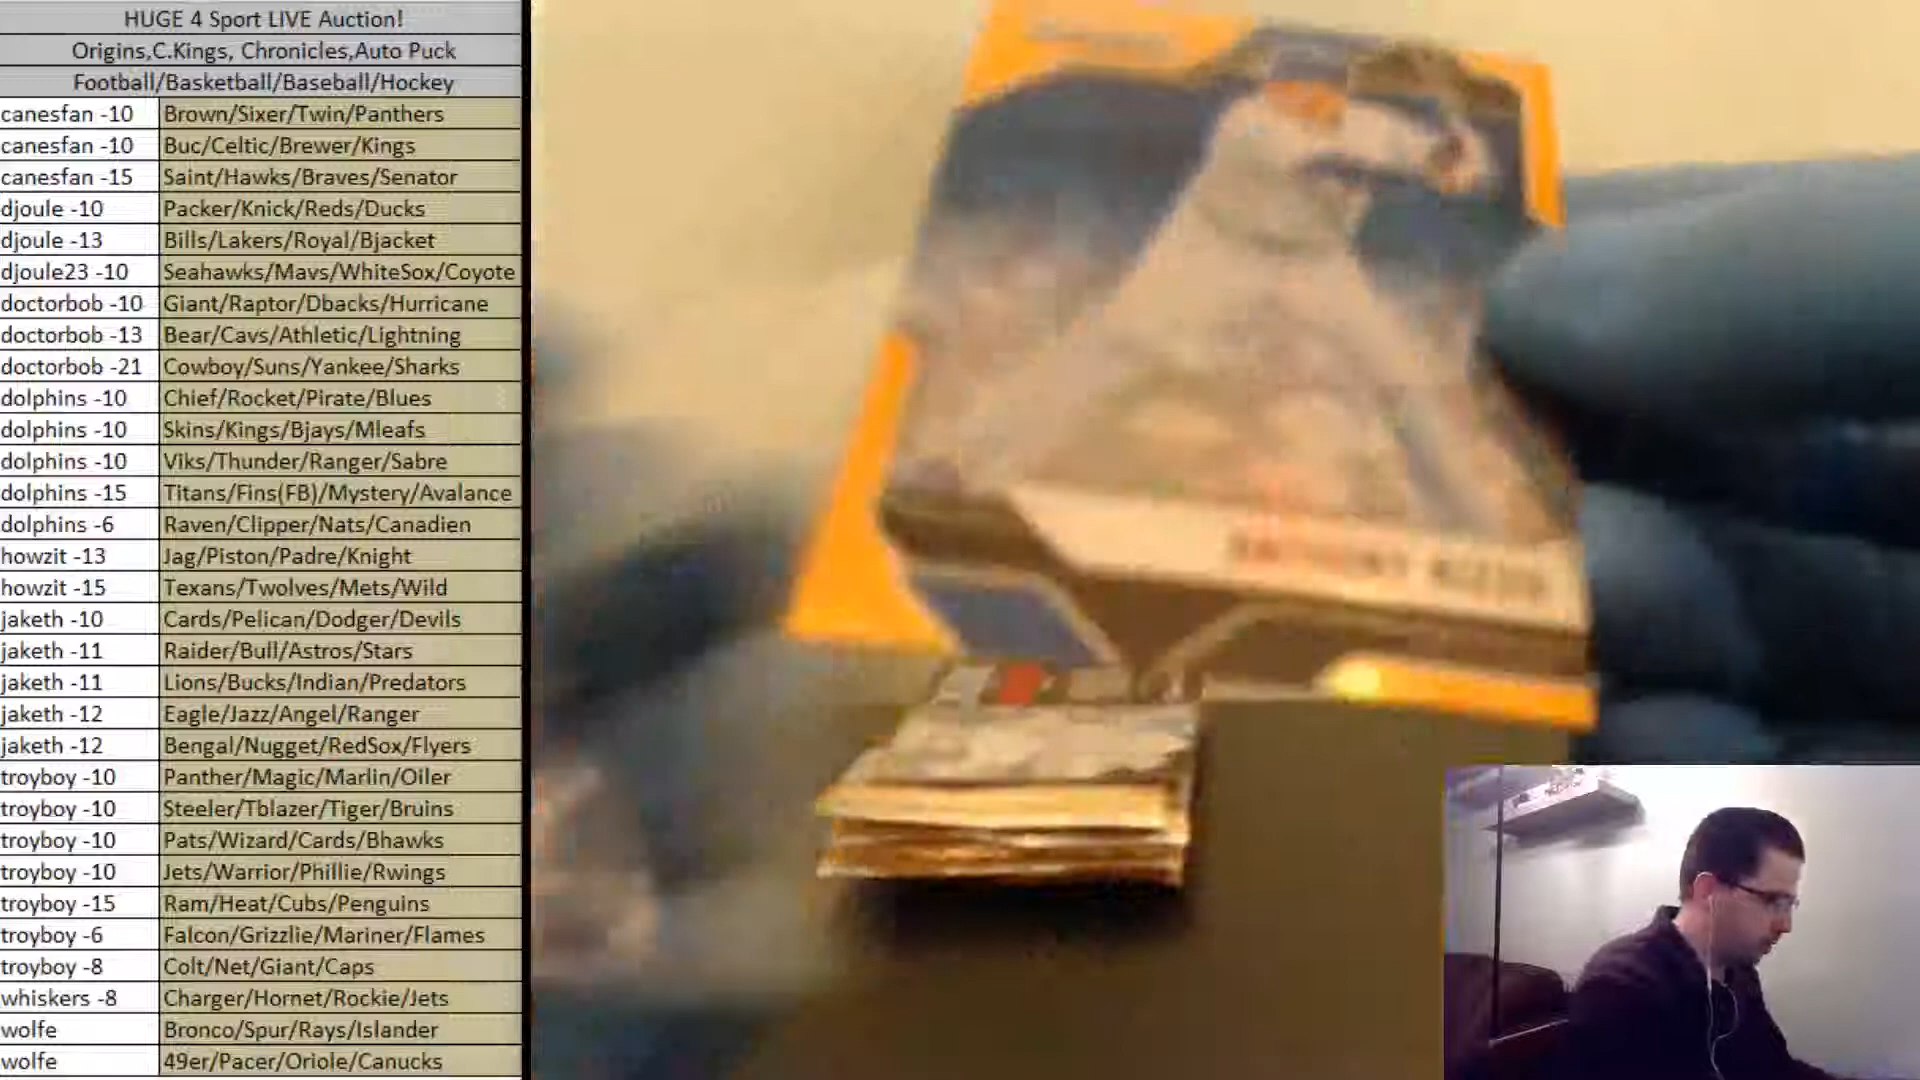 HUGE 4 Sport LIVE Auction!
Origins,C.Kings, Chronicles,Auto Puck
Football/Basketball/Baseball/Hockey
canesfan -10 Brown/Sixer/Twin/Panthers
canesfan -10 Buc/Celtic/Brewer/Kings
canesfan -15 Saint/Hawks/Braves/Senator
djoule -10 Packer/Knick/Reds/Ducks
djoule -13 Bills/Lakers/Royal/Bjacket
djoule23 -10 Seahawks/Mavs/WhiteSox/Coyote
doctorbob -10 Giant/Raptor/Dbacks/Hurricane
doctorbob -13 Bear/Cavs/Athletic/Lightning
doctorbob -21 Cowboy/Suns/Yankee/Sharks
dolphins -10 Chief/Rocket/Pirate/Blues
dolphins -10 Skins/Kings/Bjays/Mleafs
dolphins -10 Viks/Thunder/Ranger/Sabre
dolphins -15 Titans/Fins(FB)/Mystery/Avalance
dolphins -6 Raven/Clipper/Nats/Canadien
howzit -13 Jag/Piston/Padre/Knight
howzit -15 Texans/Twolves/Mets/Wild
jaketh -10 Cards/Pelican/Dodger/Devils
jaketh -11 Raider/Bull/Astros/Stars
jaketh -11 Lions/Bucks/Indian/Predators
jaketh -12 Eagle/Jazz/Angel/Ranger
jaketh -12 Bengal/Nugget/RedSox/Flyers
troyboy -10 Panther/Magic/Marlin/Oiler
troyboy -10 Steeler/Tblazer/Tiger/Bruins
troyboy -10 Pats/Wizard/Cards/Bhawks
troyboy -10 Jets/Warrior/Phillie/Rwings
troyboy -15 Ram/Heat/Cubs/Penguins
troyboy -6 Falcon/Grizzlie/Mariner/Flames
troyboy -8 Colt/Net/Giant/Caps
whiskers -8 Charger/Hornet/Rockie/Jets
wolfe Bronco/Spur/Rays/Islander
wolfe 49er/Pacer/Oriole/Canucks